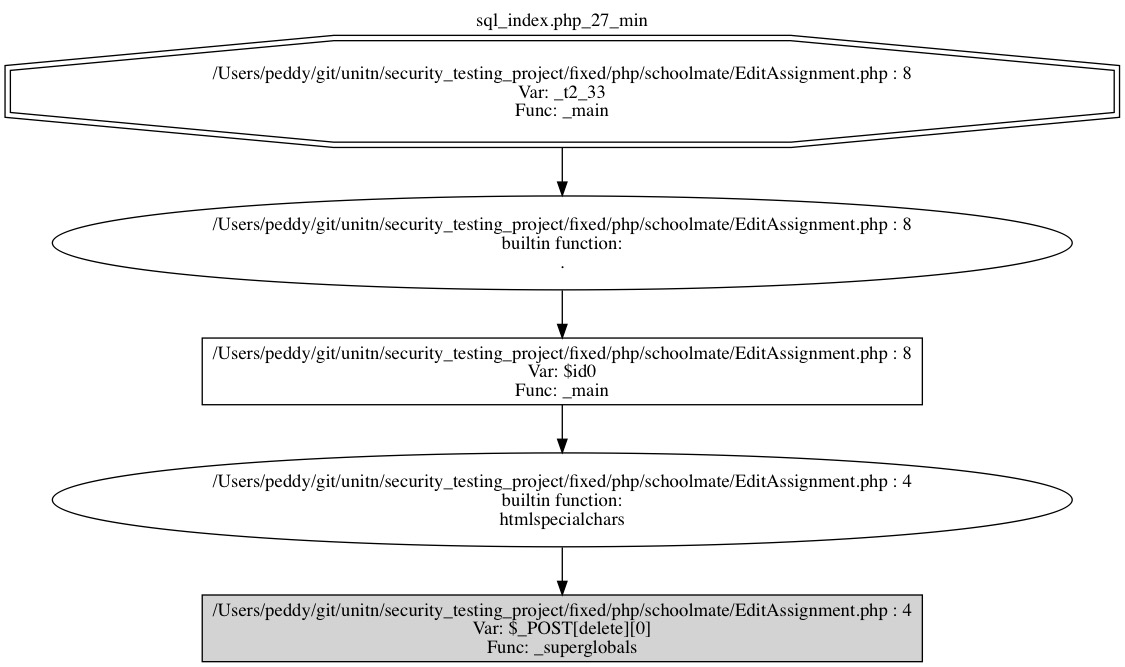 sql_index.php_27_min
/Users/peddy/git/unitn/security_testing_project/fixed/php/schoolmate/EditAssignment.php : 8
Var: _t2_33
Func: _main
/Users/peddy/git/unitn/security_testing_project/fixed/php/schoolmate/EditAssignment.php : 8
builtin function:
.
/Users/peddy/git/unitn/security_testing_project/fixed/php/schoolmate/EditAssignment.php : 8
Var: $id0
Func: _main
/Users/peddy/git/unitn/security_testing_project/fixed/php/schoolmate/EditAssignment.php : 4
builtin function:
htmlspecialchars
/Users/peddy/git/unitn/security_testing_project/fixed/php/schoolmate/EditAssignment.php : 4
Var: $_POST[delete][0]
Func: _superglobals